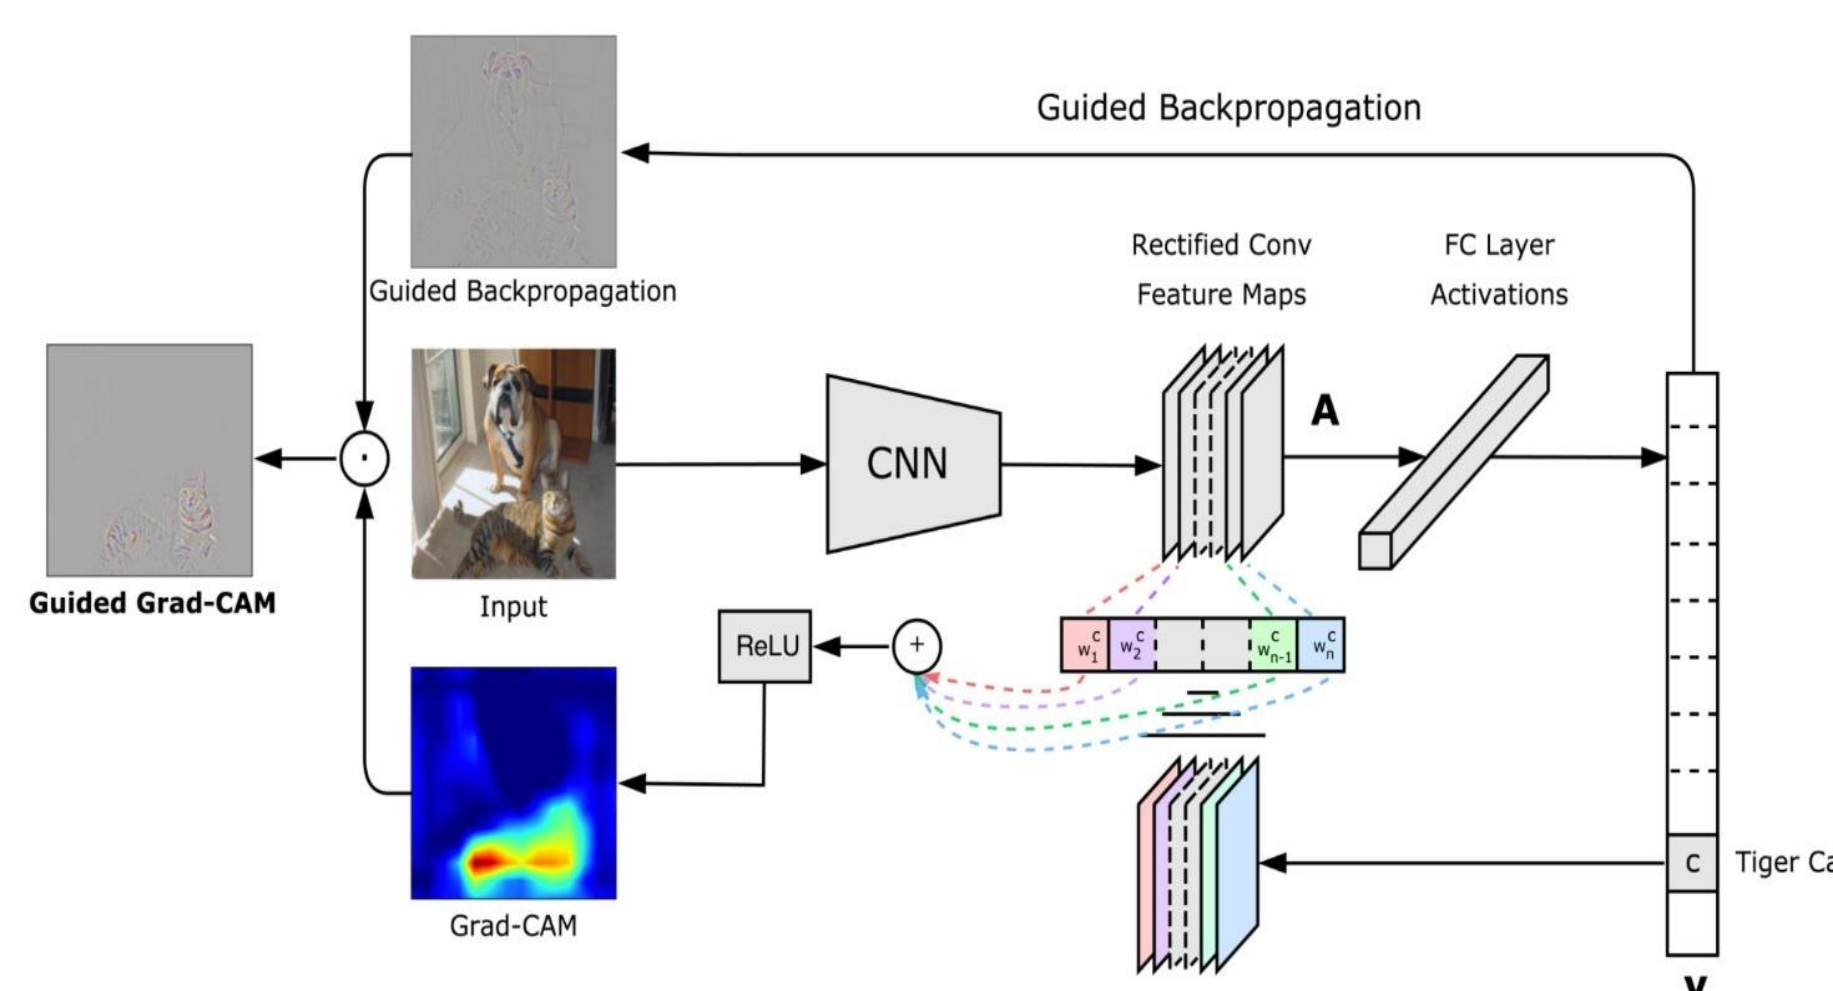 Guided Backpropagation
Rectified Conv
Feature Maps
FC Layer
Activations
Guided Backpropagation
A
CNN
Guided Grad-CAM
Input
ReLU
+
w₁ᶜ w₂ᶜ wₙ₋₁ᶜ wₙᶜ
c
Tiger Ca
Grad-CAM
y